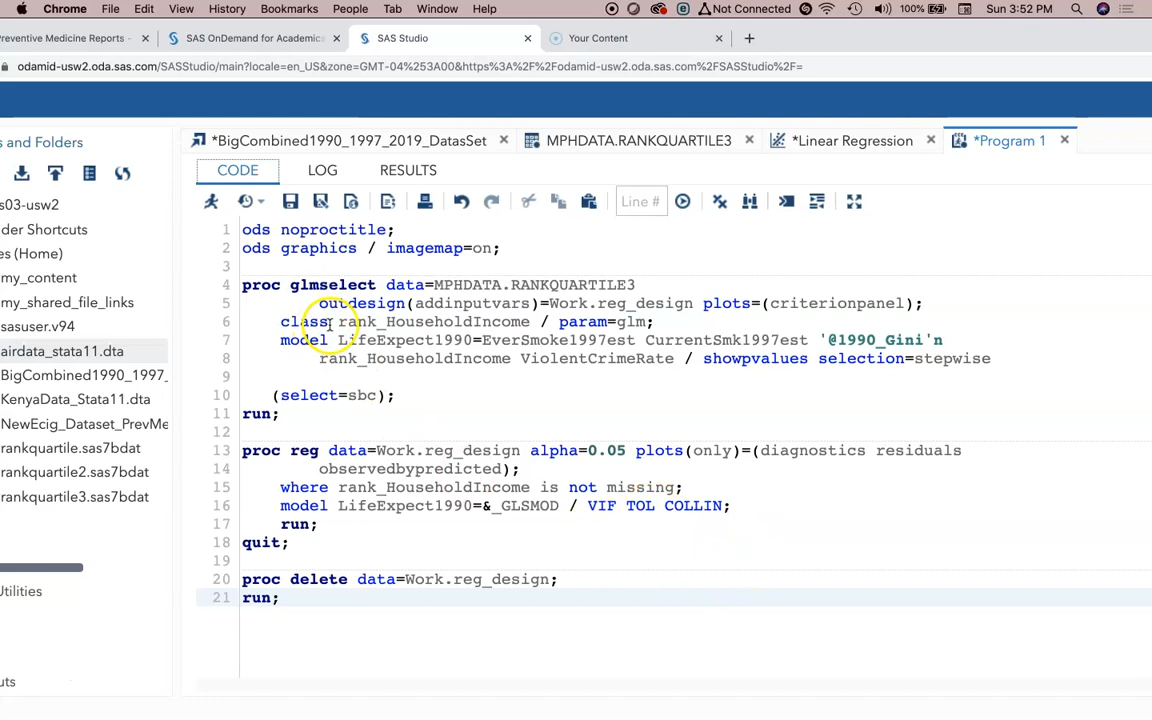 Chrome File Edit View History Bookmarks People Tab Window Help Not Connected 100% Sun 3:52 PM
Preventive Medicine Reports - SAS OnDemand for Academics SAS Studio Your Content
odamid-usw2.oda.sas.com/SASStudio/main?locale=en_US&zone=GMT-04%253A00&https%3A%2F%2Fodamid-usw2.oda.sas.com%2FSASStudio%2F=
s and Folders
s03-usw2
der Shortcuts
es (Home)
my_content
my_shared_file_links
sasuser.v94
airdata_stata11.dta
BigCombined1990_1997_
KenyaData_Stata11.dta
NewEcig_Dataset_PrevMe
rankquartile.sas7bdat
rankquartile2.sas7bdat
rankquartile3.sas7bdat
Utilities
uts
*BigCombined1990_1997_2019_DatasSet MPHDATA.RANKQUARTILE3 *Linear Regression *Program 1
CODE LOG RESULTS
Line #
1 ods noproctitle;
2 ods graphics / imagemap=on;
3
4 proc glmselect data=MPHDATA.RANKQUARTILE3
5 outdesign(addinputvars)=Work.reg_design plots=(criterionpanel);
6 class rank_HouseholdIncome / param=glm;
7 model LifeExpect1990=EverSmoke1997est CurrentSmk1997est '@1990_Gini'n
8 rank_HouseholdIncome ViolentCrimeRate / showpvalues selection=stepwise
9
10 (select=sbc);
11 run;
12
13 proc reg data=Work.reg_design alpha=0.05 plots(only)=(diagnostics residuals
14 observedbypredicted);
15 where rank_HouseholdIncome is not missing;
16 model LifeExpect1990=&_GLSMOD / VIF TOL COLLIN;
17 run;
18 quit;
19
20 proc delete data=Work.reg_design;
21 run;